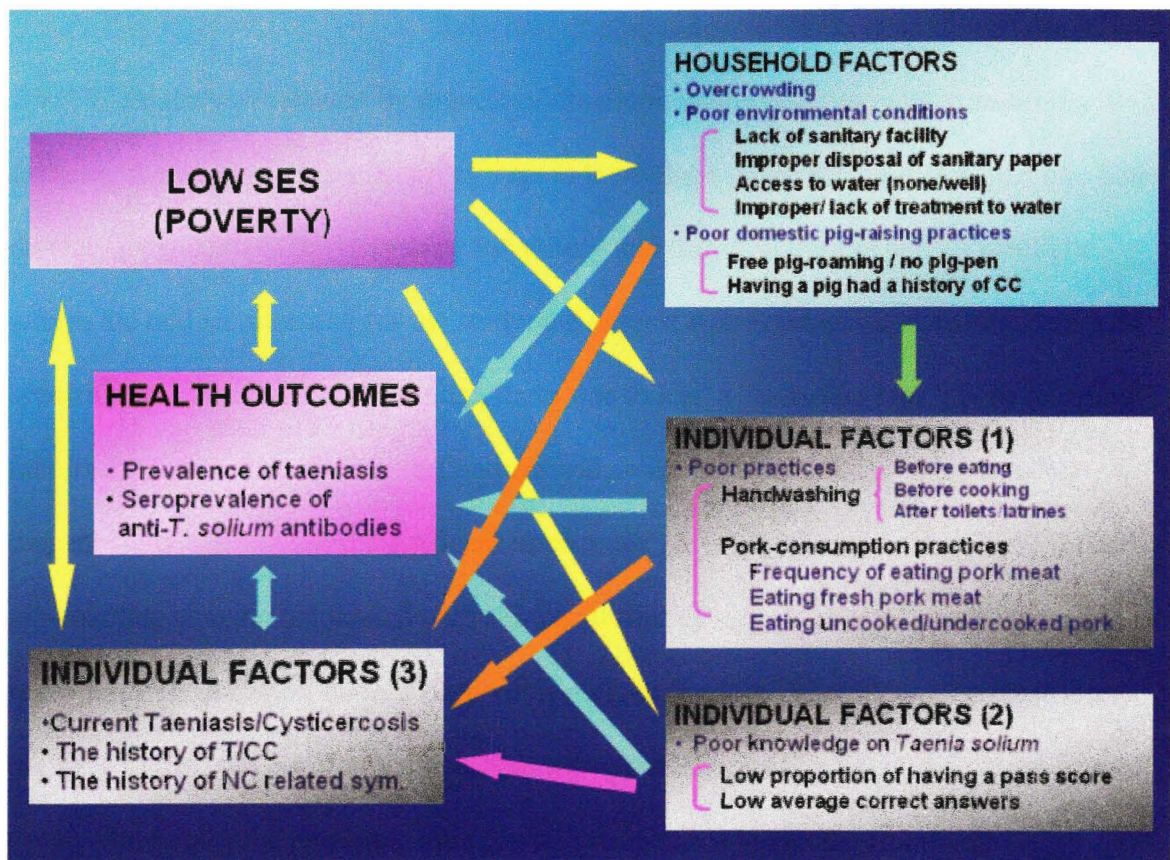 LOW SES
(POVERTY)
HEALTH OUTCOMES
• Prevalence of taeniasis
• Seroprevalence of
anti-T. solium antibodies
INDIVIDUAL FACTORS (3)
•Current Taeniasis/Cysticercosis
• The history of T/CC
• The history of NC related sym.
HOUSEHOLD FACTORS
• Overcrowding
• Poor environmental conditions
Lack of sanitary facility
Improper disposal of sanitary paper
Access to water (none/well)
Improper/ lack of treatment to water
• Poor domestic pig-raising practices
Free pig-roaming / no pig-pen
Having a pig had a history of CC
INDIVIDUAL FACTORS (1)
• Poor practices
Handwashing
Before eating
Before cooking
After toilets/latrines
Pork-consumption practices
Frequency of eating pork meat
Eating fresh pork meat
Eating uncooked/undercooked pork
INDIVIDUAL FACTORS (2)
• Poor knowledge on Taenia solium
Low proportion of having a pass score
Low average correct answers